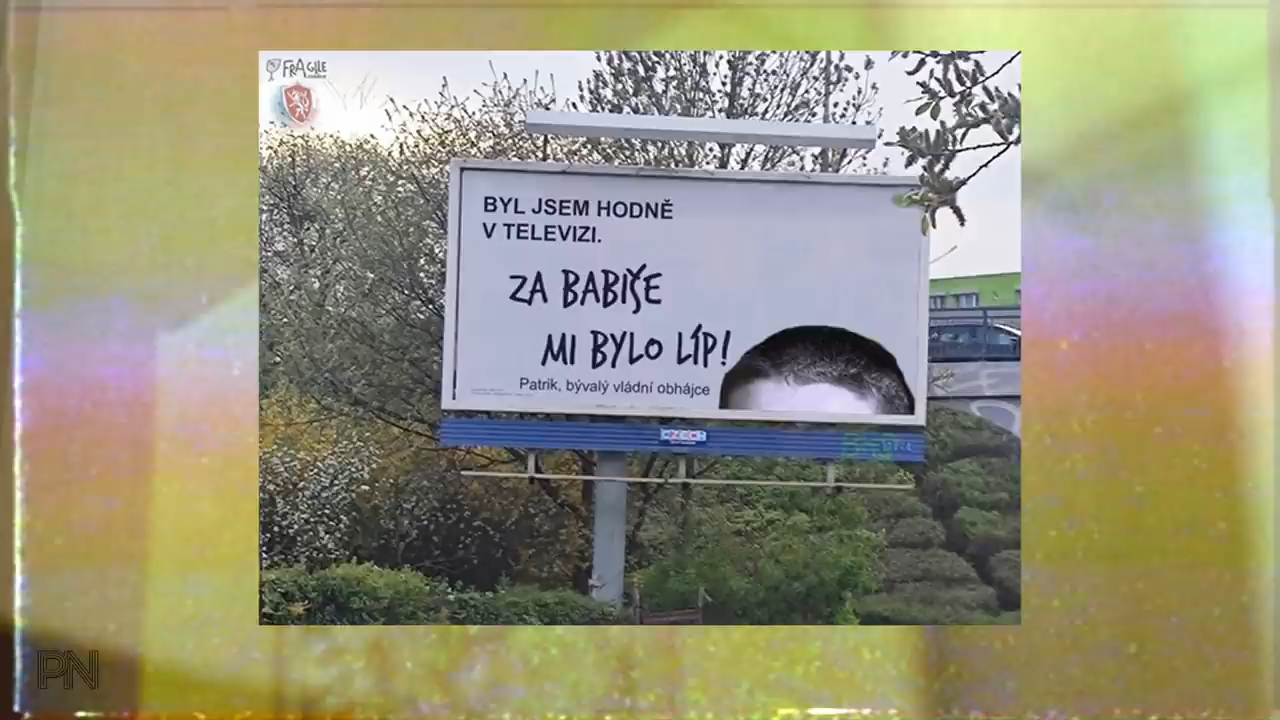 FRAGILE
BYL JSEM HODNĚ
V TELEVIZI.
ZA BABIŠE
MI BYLO LÍP!
Patrik, bývalý vládní obhájce
PN